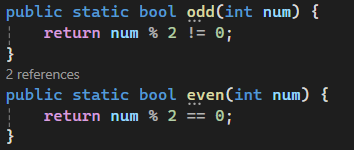 public static bool odd(int num) {
    return num % 2 != 0;
}
2 references
public static bool even(int num) {
    return num % 2 == 0;
}